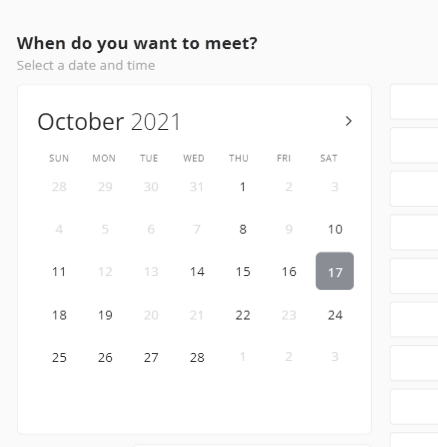 When do you want to meet?
Select a date and time
October 2021
SUN MON TUE WED THU FRI SAT
28 29 30 31 1 2 3
4 5 6 7 8 9 10
11 12 13 14 15 16 17
18 19 20 21 22 23 24
25 26 27 28 1 2 3